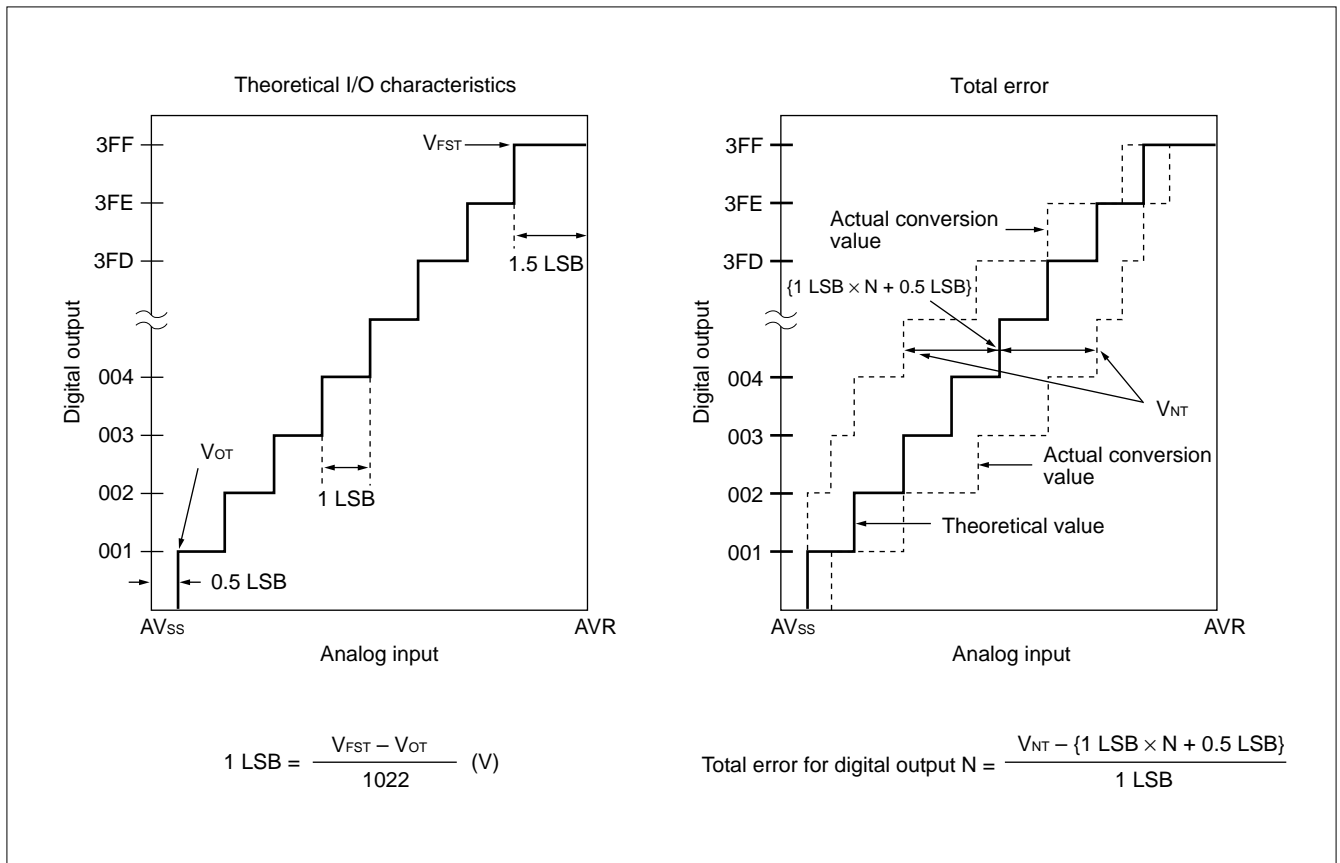 Theoretical I/O characteristics
3FF
3FE
3FD
004
003
002
001
Digital output
VFST
1.5 LSB
VOT
1 LSB
0.5 LSB
AVSS
AVR
Analog input
1 LSB = VFST – VOT / 1022 (V)
Total error
3FF
3FE
3FD
004
003
002
001
Digital output
Actual conversion
value
{1 LSB × N + 0.5 LSB}
VNT
Actual conversion
value
Theoretical value
AVSS
AVR
Analog input
Total error for digital output N = VNT – {1 LSB × N + 0.5 LSB} / 1 LSB